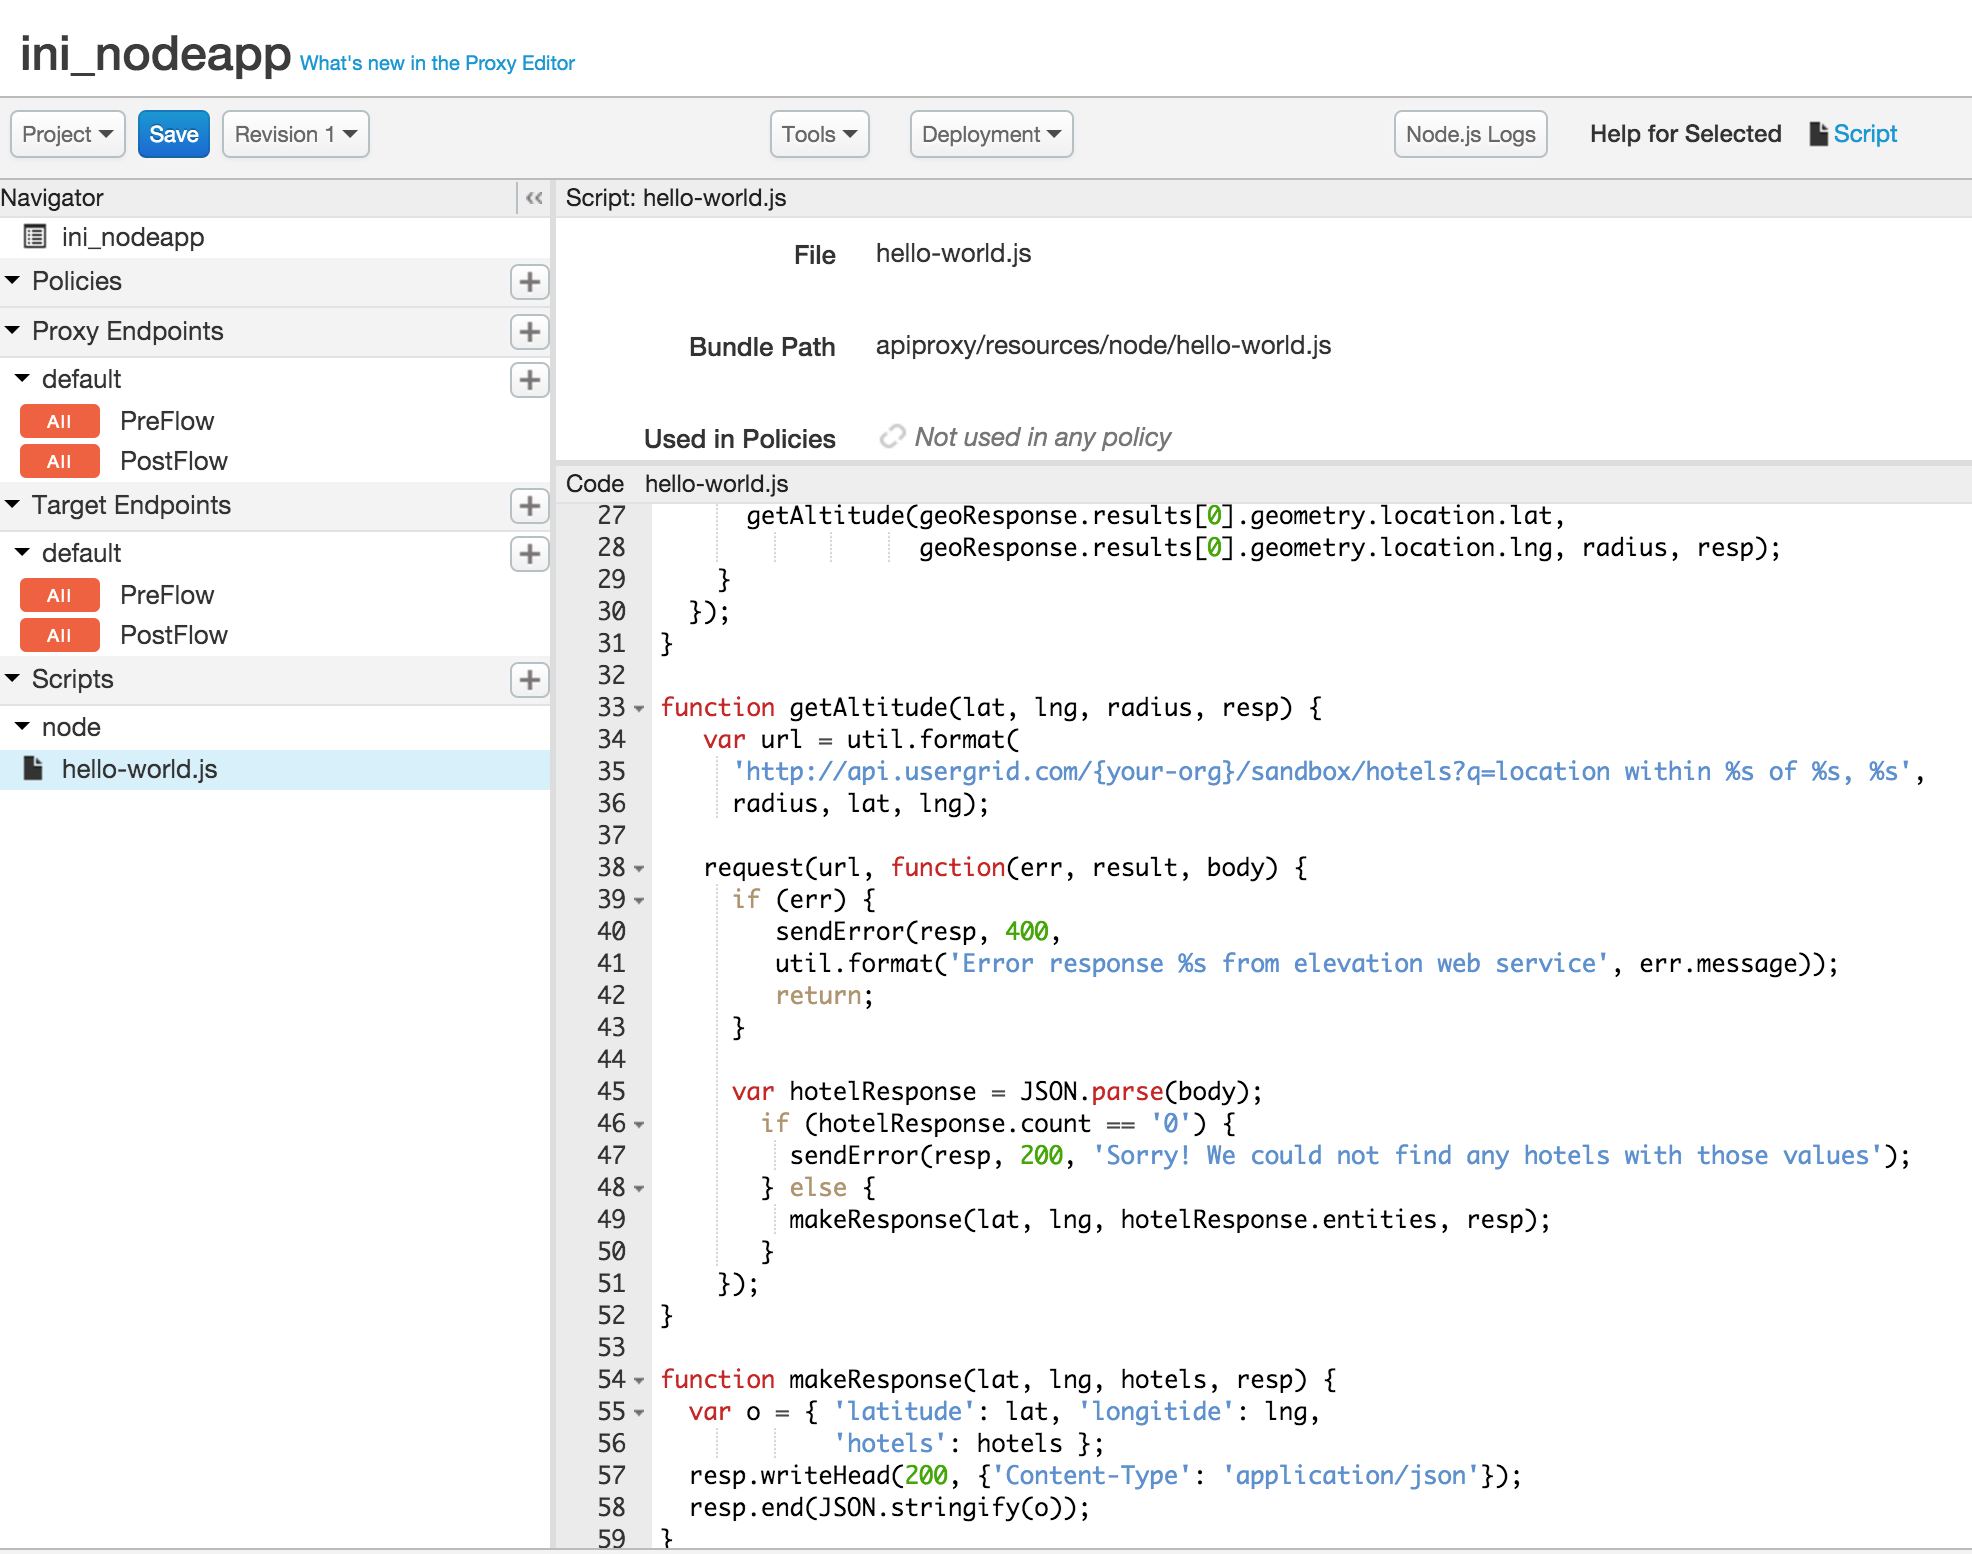 ini_nodeapp What's new in the Proxy Editor
Project Save Revision 1 Tools Deployment Node.js Logs Help for Selected Script
Navigator «
ini_nodeapp
Policies +
Proxy Endpoints +
default +
All PreFlow
All PostFlow
Target Endpoints +
default +
All PreFlow
All PostFlow
Scripts +
node
hello-world.js
Script: hello-world.js
File hello-world.js
Bundle Path apiproxy/resources/node/hello-world.js
Used in Policies Not used in any policy
Code hello-world.js
27 getAltitude(geoResponse.results[0].geometry.location.lat,
28 geoResponse.results[0].geometry.location.lng, radius, resp);
29 }
30 });
31 }
32
33 function getAltitude(lat, lng, radius, resp) {
34 var url = util.format(
35 'http://api.usergrid.com/{your-org}/sandbox/hotels?q=location within %s of %s, %s',
36 radius, lat, lng);
37
38 request(url, function(err, result, body) {
39 if (err) {
40 sendError(resp, 400,
41 util.format('Error response %s from elevation web service', err.message));
42 return;
43 }
44
45 var hotelResponse = JSON.parse(body);
46 if (hotelResponse.count == '0') {
47 sendError(resp, 200, 'Sorry! We could not find any hotels with those values');
48 } else {
49 makeResponse(lat, lng, hotelResponse.entities, resp);
50 }
51 });
52 }
53
54 function makeResponse(lat, lng, hotels, resp) {
55 var o = { 'latitude': lat, 'longitide': lng,
56 'hotels': hotels };
57 resp.writeHead(200, {'Content-Type': 'application/json'});
58 resp.end(JSON.stringify(o));
59 }